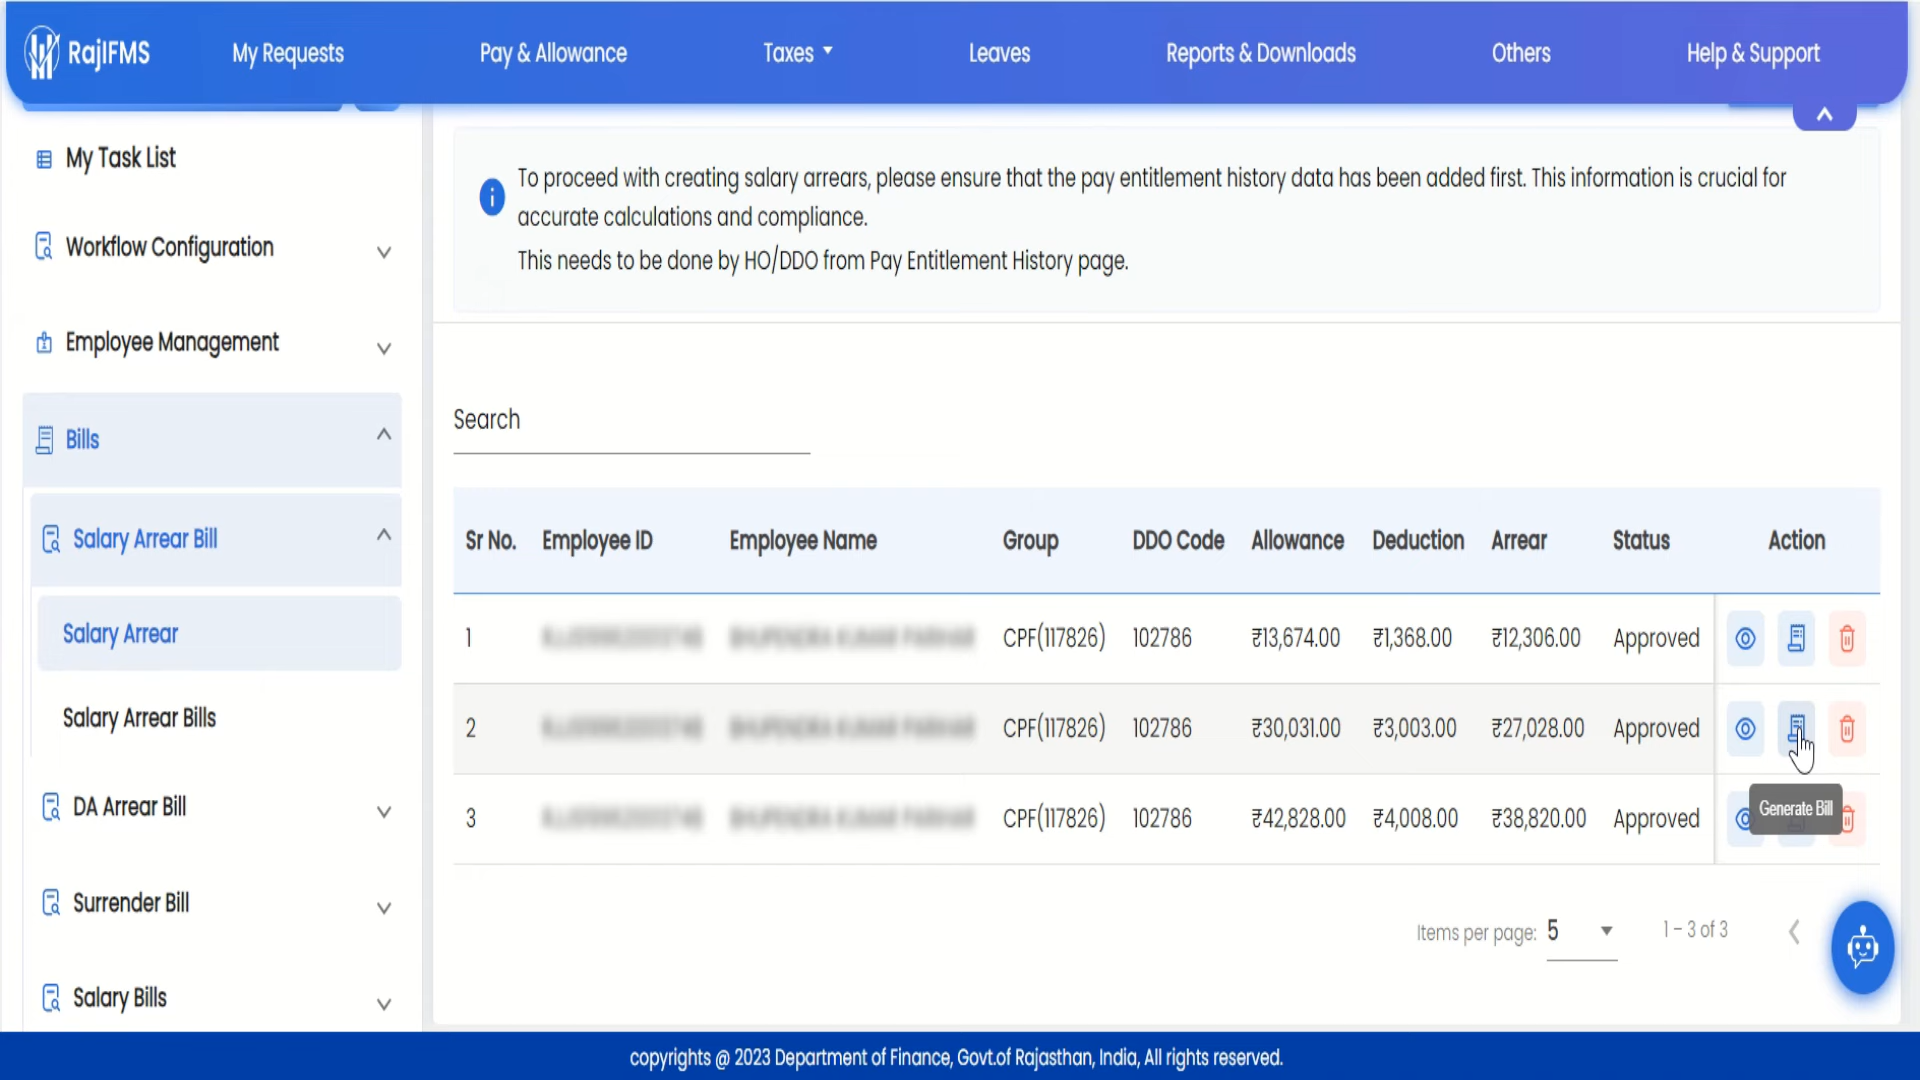 RajIFMS My Requests Pay & Allowance Taxes Leaves Reports & Downloads Others Help & Support
My Task List
Workflow Configuration
Employee Management
Bills
Salary Arrear Bill
Salary Arrear
Salary Arrear Bills
DA Arrear Bill
Surrender Bill
Salary Bills
To proceed with creating salary arrears, please ensure that the pay entitlement history data has been added first. This information is crucial for
accurate calculations and compliance.
This needs to be done by HO/DDO from Pay Entitlement History page.
Search
Sr No. Employee ID Employee Name Group DDO Code Allowance Deduction Arrear Status Action
1 CPF(117826) 102786 ₹13,674.00 ₹1,368.00 ₹12,306.00 Approved
2 CPF(117826) 102786 ₹30,031.00 ₹3,003.00 ₹27,028.00 Approved
3 CPF(117826) 102786 ₹42,828.00 ₹4,008.00 ₹38,820.00 Approved
Generate Bill
Items per page: 5 1 – 3 of 3
copyrights @ 2023 Department of Finance, Govt.of Rajasthan, India, All rights reserved.